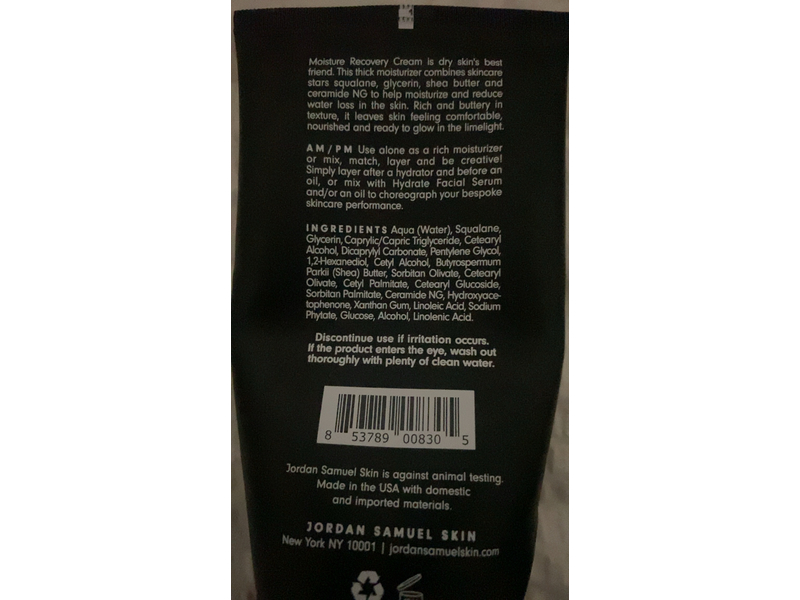 Moisture Recovery Cream is dry skin's best
friend. This thick moisturizer combines skincare
stars squalane, glycerin, shea butter and
ceramide NG to help moisturize and reduce
water loss in the skin. Rich and buttery in
texture, it leaves skin feeling comfortable,
nourished and ready to glow in the limelight.
AM/PM Use alone as a rich moisturizer
or mix, match, layer and be creative!
Simply layer after a hydrator and before an
oil, or mix with Hydrate Facial Serum
and/or an oil to choreograph your bespoke
skincare performance.
INGREDIENTS Aqua (Water), Squalane,
Glycerin, Caprylic/Capric Triglyceride, Cetearyl
Alcohol, Dicaprylyl Carbonate, Pentylene Glycol,
1,2-Hexanediol, Cetyl Alcohol, Butyrospermum
Parkii (Shea) Butter, Sorbitan Olivate, Cetearyl
Olivate, Cetyl Palmitate, Cetearyl Glucoside,
Sorbitan Palmitate, Ceramide NG, Hydroxyace-
tophenone, Xanthan Gum, Linoleic Acid, Sodium
Phytate, Glucose, Alcohol, Linolenic Acid.
Discontinue use if irritation occurs.
If the product enters the eye, wash out
thoroughly with plenty of clean water.
8 53789 00830 5
Jordan Samuel Skin is against animal testing.
Made in the USA with domestic
and imported materials.
JORDAN SAMUEL SKIN
New York NY 10001 | jordansamuelskin.com